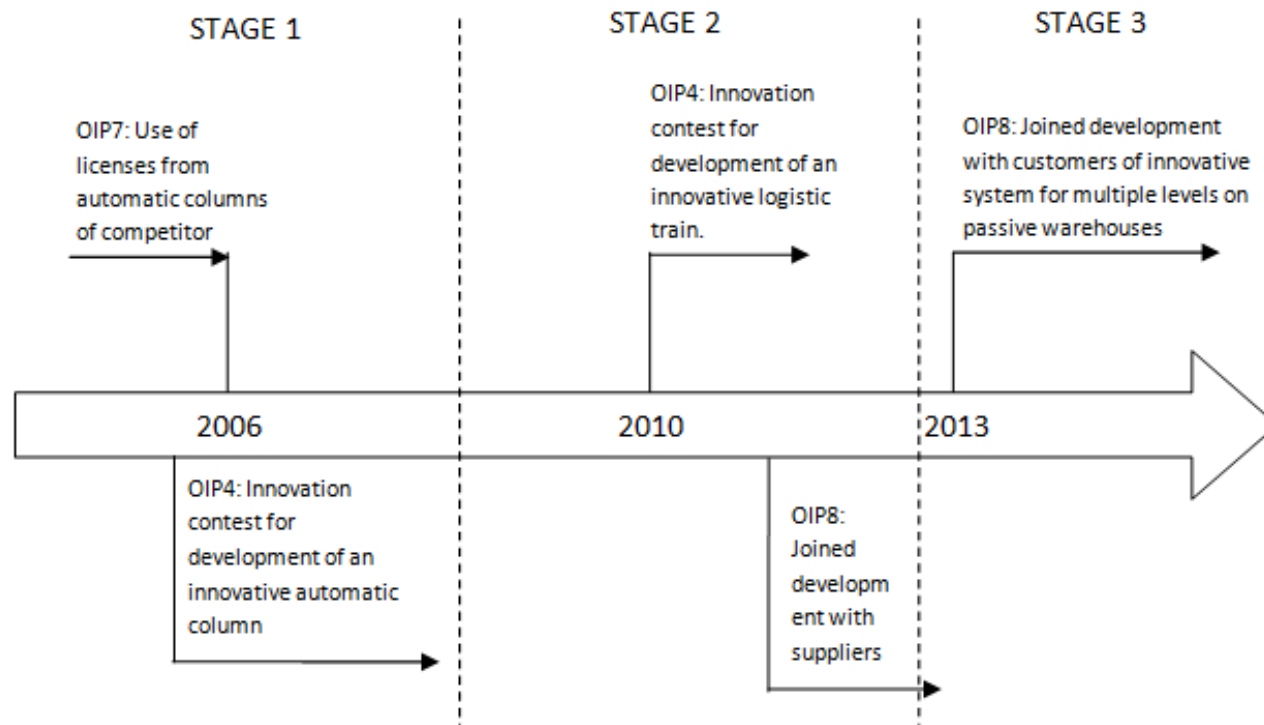 STAGE 1
STAGE 2
STAGE 3
OIP7: Use of
licenses from
automatic columns
of competitor
OIP4: Innovation
contest for
development of an
innovative logistic
train.
OIP8: Joined development
with customers of innovative
system for multiple levels on
passive warehouses
2006
2010
2013
OIP4: Innovation
contest for
development of an
innovative automatic
column
OIP8:
Joined
developm
ent with
suppliers